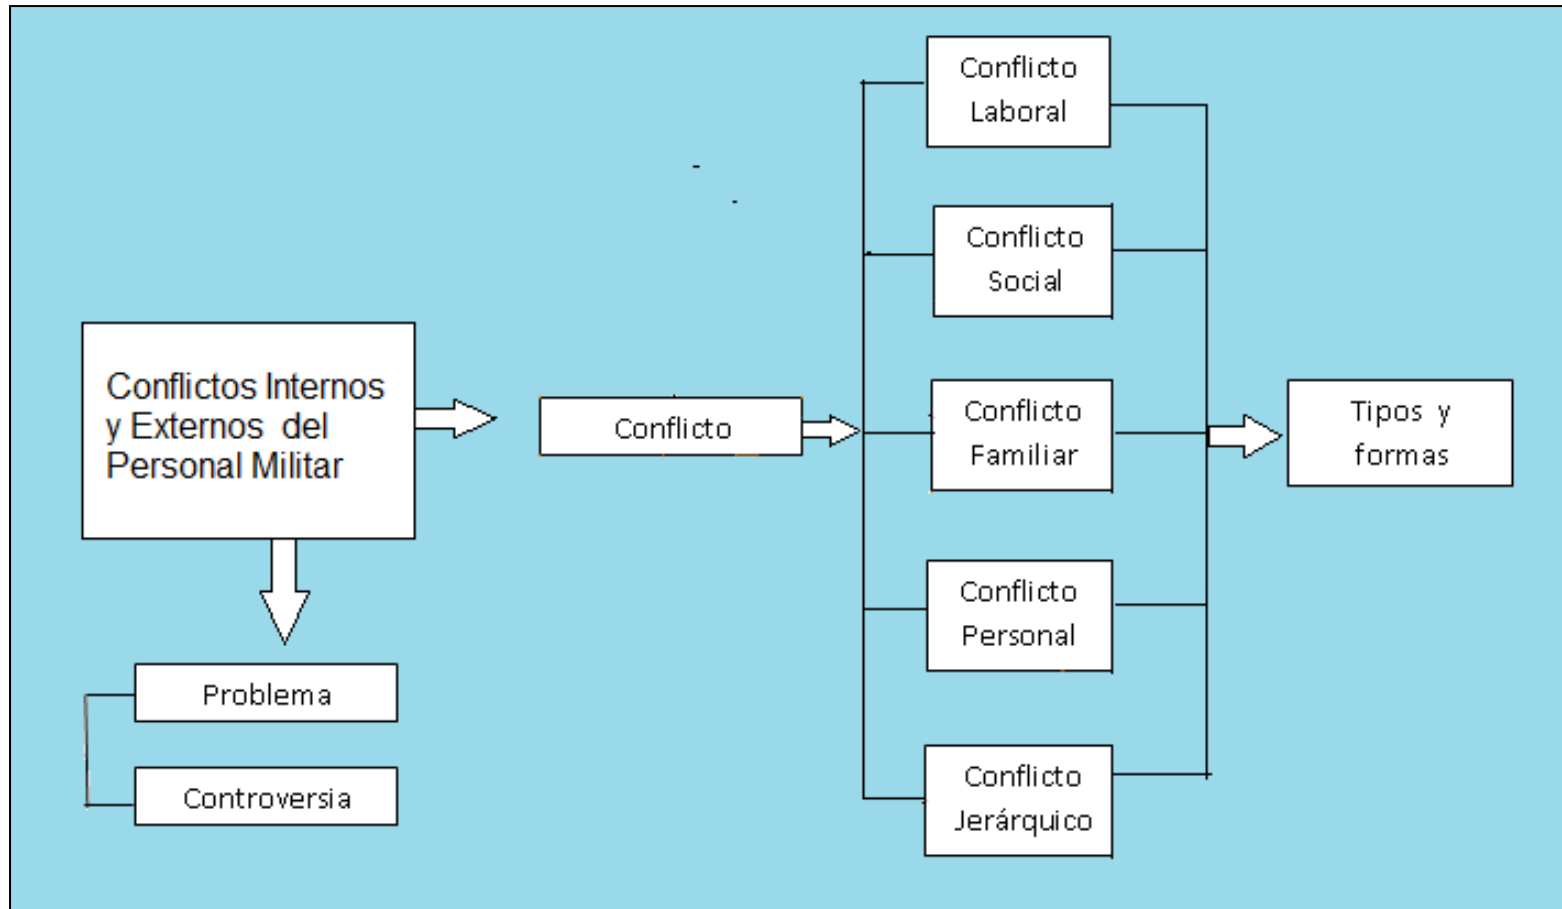 Conflictos Internos
y Externos del
Personal Militar
Problema
Controversia
Conflicto
Conflicto
Laboral
Conflicto
Social
Conflicto
Familiar
Conflicto
Personal
Conflicto
Jerárquico
Tipos y
formas